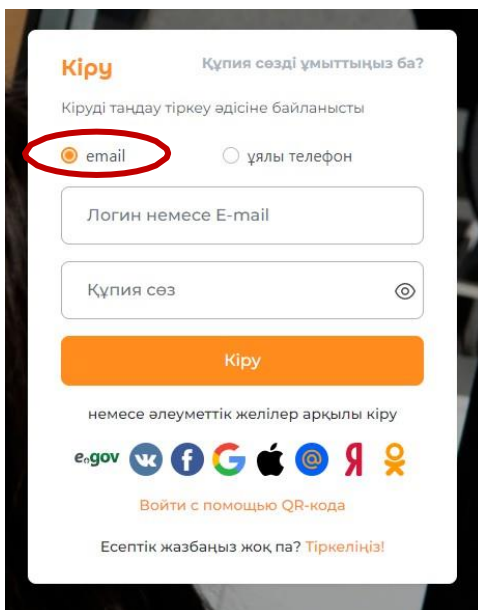 Кіру
Құпия сөзді ұмыттыңыз ба?
Кіруді таңдау тіркеу әдісіне байланысты
email
ұялы телефон
Логин немесе E-mail
Құпия сөз
Кіру
немесе әлеуметтік желілер арқылы кіру
e.gov
Войти с помощью QR-кода
Есептік жазбаңыз жоқ па? Тіркеліңіз!